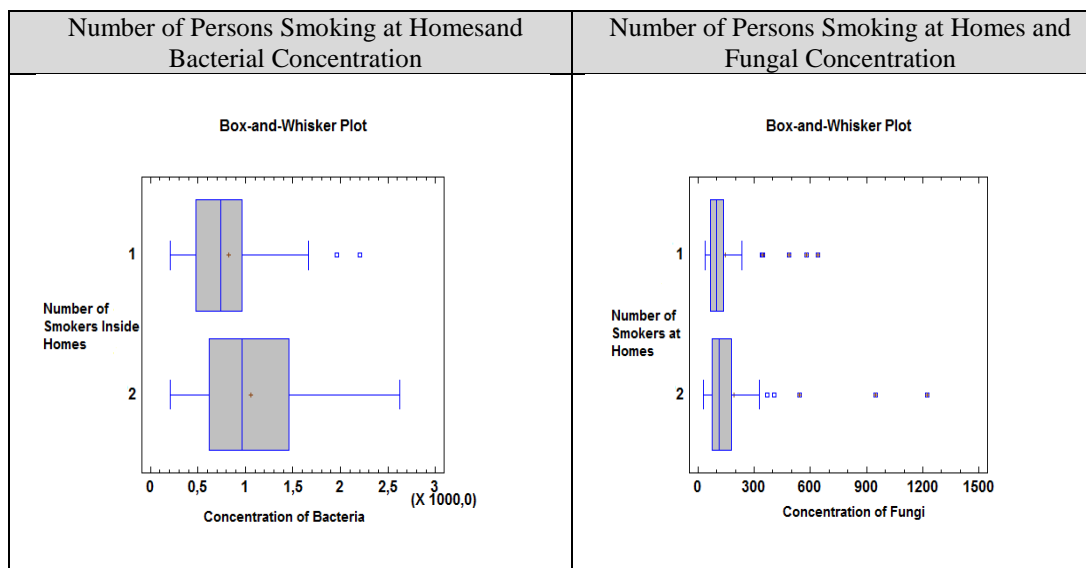 Number of Persons Smoking at Homesand
Bacterial Concentration
Number of Persons Smoking at Homes and
Fungal Concentration
Box-and-Whisker Plot
1
Number of
Smokers Inside
Homes
2
0 0,5 1 1,5 2 2,5 3
(X 1000,0)
Concentration of Bacteria
Box-and-Whisker Plot
1
Number of
Smokers at
Homes
2
0 300 600 900 1200 1500
Concentration of Fungi